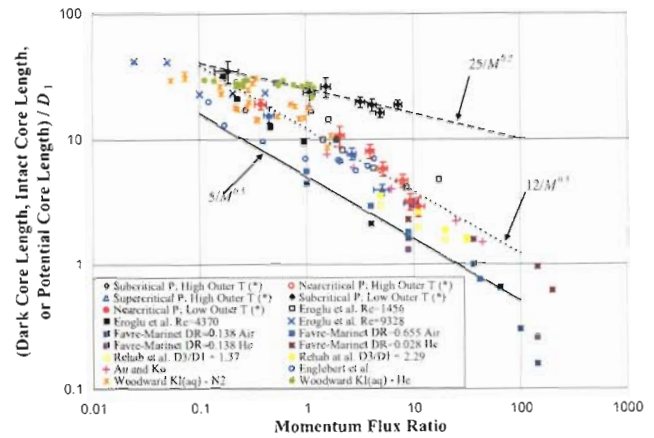 100
10
1
0.1
(Dark Core Length, Intact Core Length,
or Potential Core Length) / D1
25/M^0.2
5/M^0.5
12/M^0.5
Subcritical P, High Outer T (*)
Nearcritical P, High Outer T (*)
Supercritical P, High Outer T (*)
Subcritical P, Low Outer T (*)
Nearcritical P, Low Outer T (*)
Eroglu et al. Re=1456
Eroglu et al. Re=4370
Eroglu et al. Re=9328
Favre-Marinet DR=0.138 Air
Favre-Marinet DR=0.655 Air
Favre-Marinet DR=0.138 He
Favre-Marinet DR=0.028 He
Rehab et al. D3/D1 = 1.37
Rehab at al. D3/D1 = 2.29
Au and Ko
Englebert et al
Woodward KI(aq) - N2
Woodward KI(aq) - He
0.01
0.1
1
10
100
1000
Momentum Flux Ratio